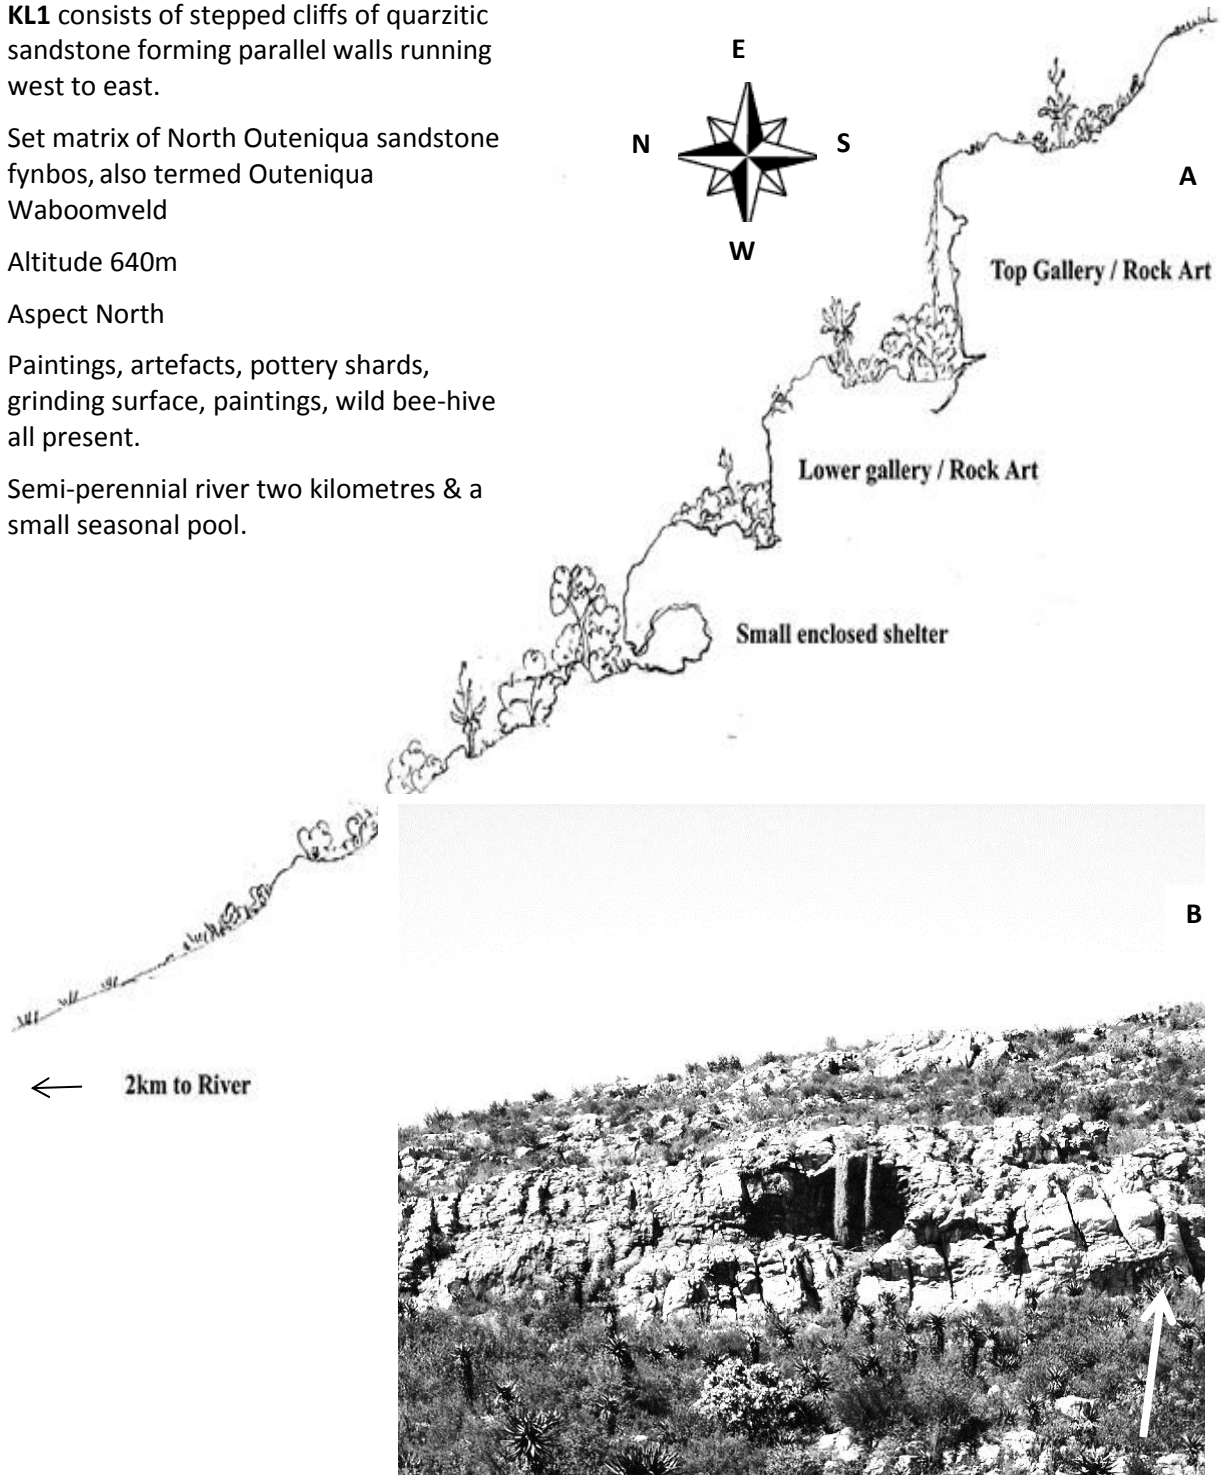 KL1 consists of stepped cliffs of quarzitic
sandstone forming parallel walls running
west to east.
Set matrix of North Outeniqua sandstone
fynbos, also termed Outeniqua
Waboomveld
Altitude 640m
Aspect North
Paintings, artefacts, pottery shards,
grinding surface, paintings, wild bee-hive
all present.
Semi-perennial river two kilometres & a
small seasonal pool.
E
N
S
W
A
Top Gallery / Rock Art
Lower gallery / Rock Art
Small enclosed shelter
B
2km to River